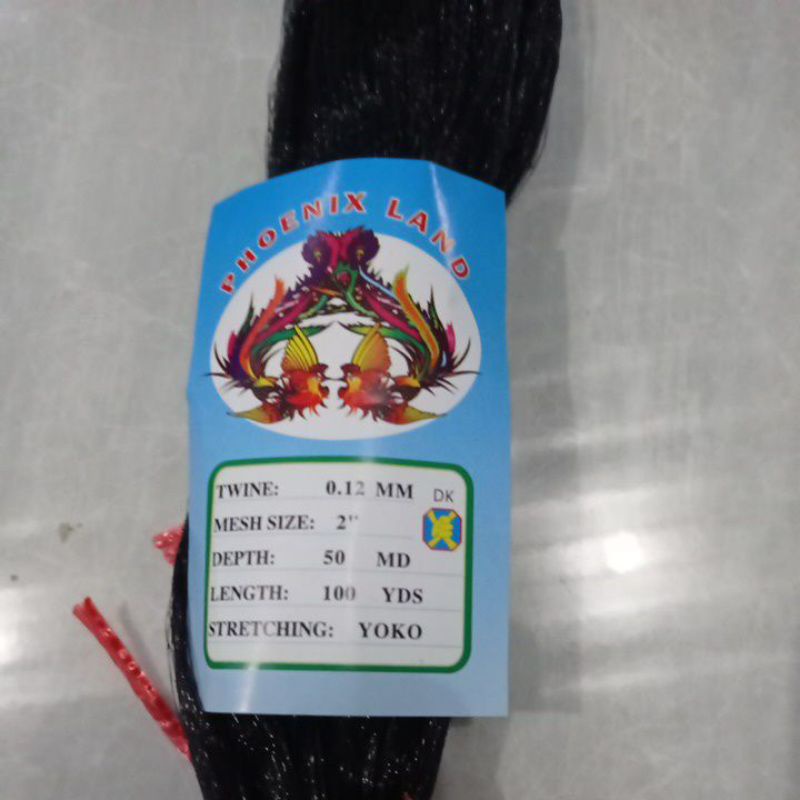 PHOENIX LAND
TWINE: 0.12 MM DK
MESH SIZE: 2"
DEPTH: 50 MD
LENGTH: 100 YDS
STRETCHING: YOKO